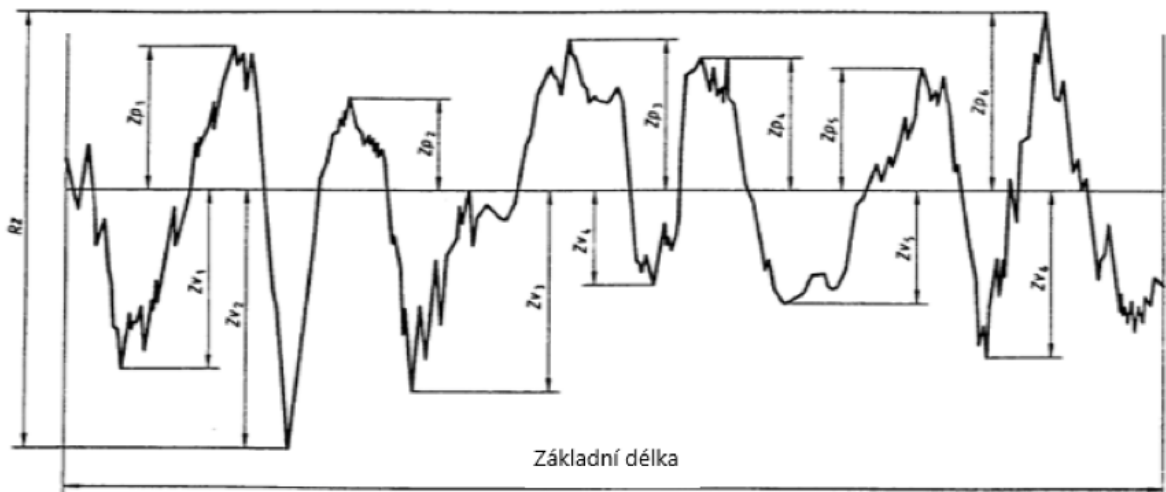 Rz
Zp1
Zv1
Zv2
Zp2
Zv3
Zv4
Zp3
Zp4
Zp5
Zv5
Zp6
Zv6
Základní délka